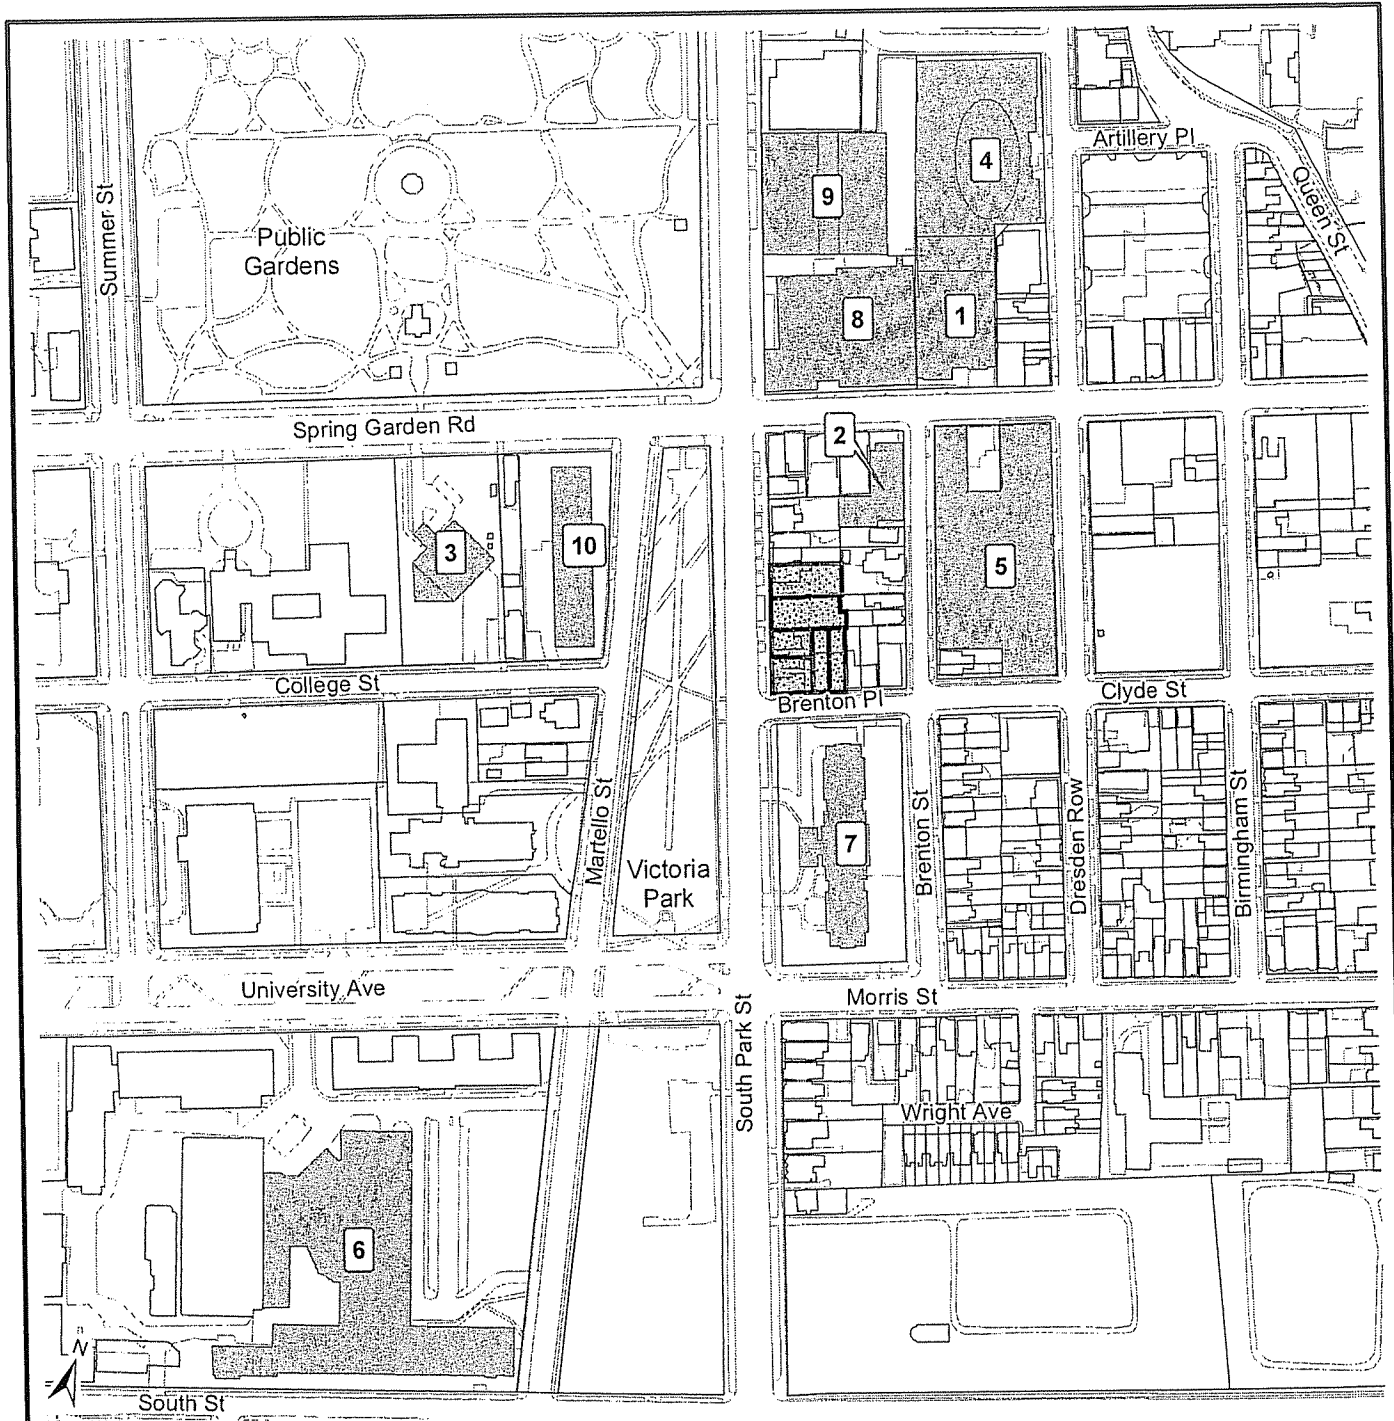 Artillery Pl
4
9
Queen St
Summer St
Public
Gardens
8
1
Spring Garden Rd
2
3
10
5
College St
Brenton Pl
Clyde St
Martello St
7
Brenton St
Dresden Row
Birmingham St
Victoria
Park
University Ave
Morris St
South Park St
Wright Ave
6
N
South St